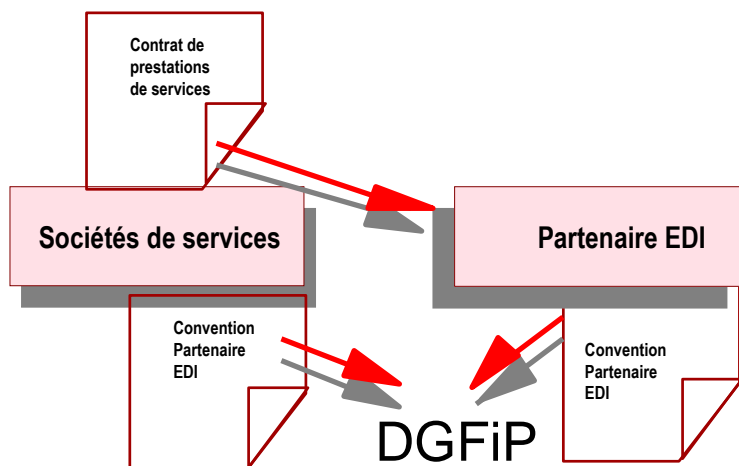 Contrat de
prestations
de services
Sociétés de services
Partenaire EDI
Convention
Partenaire
EDI
Convention
Partenaire
EDI
DGFiP